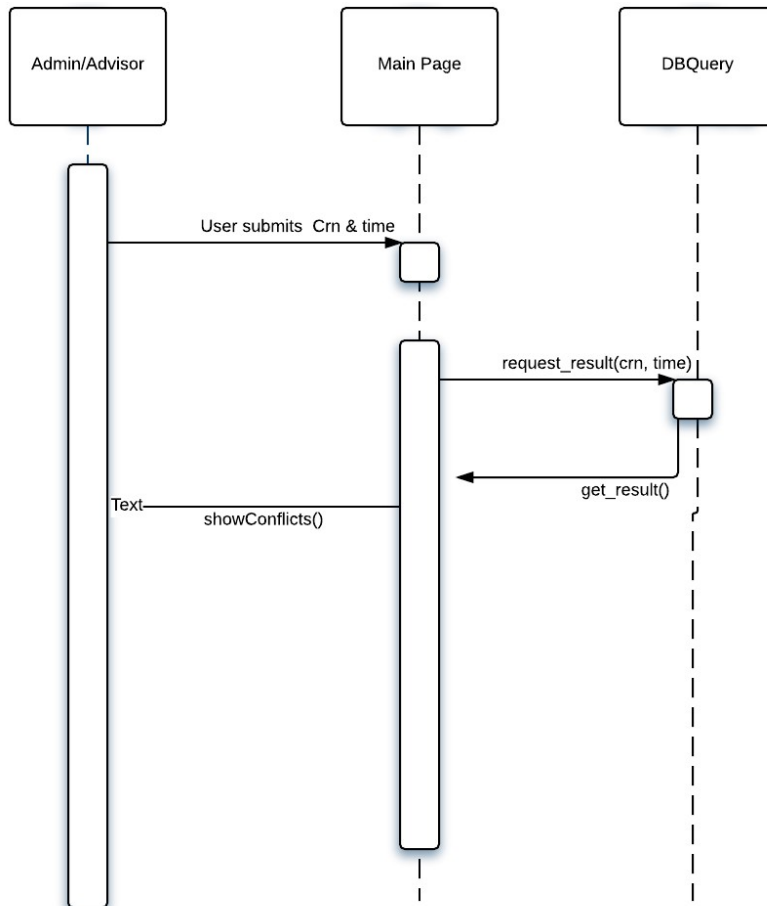 Admin/Advisor
Main Page
DBQuery
User submits  Crn & time
request_result(crn, time)
get_result()
Text
showConflicts()